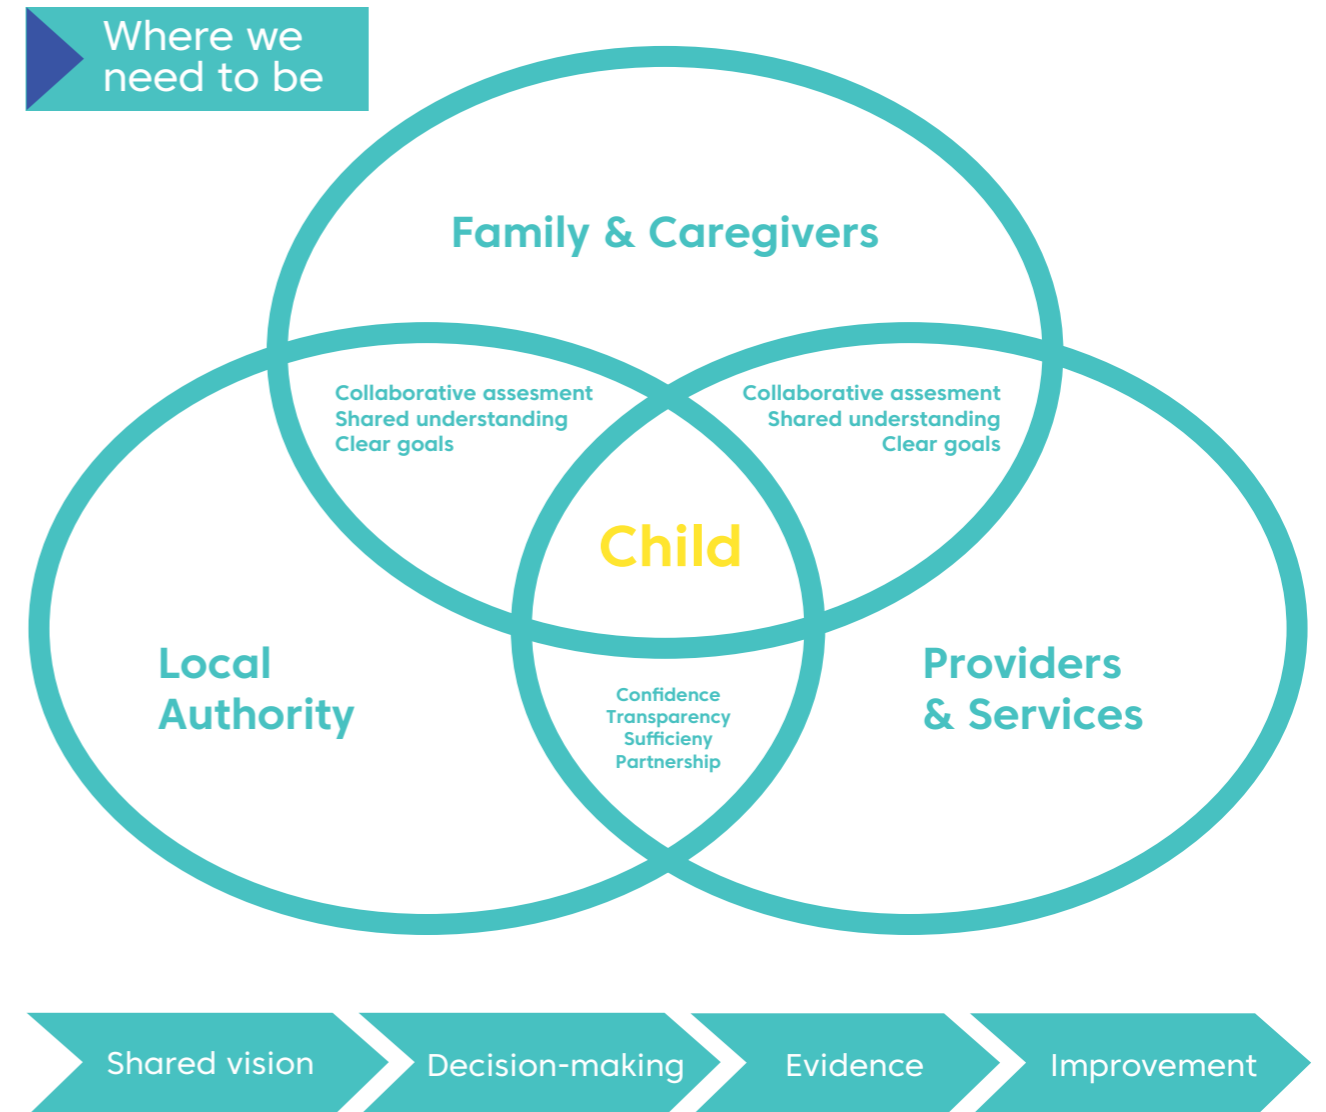 Where we
need to be
Family & Caregivers
Collaborative assesment
Shared understanding
Clear goals
Collaborative assesment
Shared understanding
Clear goals
Child
Local
Authority
Providers
& Services
Confidence
Transparency
Sufficieny
Partnership
Shared vision
Decision-making
Evidence
Improvement